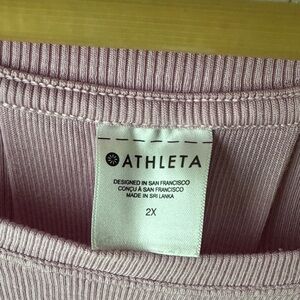 ATHLETA
DESIGNED IN SAN FRANCISCO
CONÇU À SAN FRANCISCO
MADE IN SRI LANKA
2X